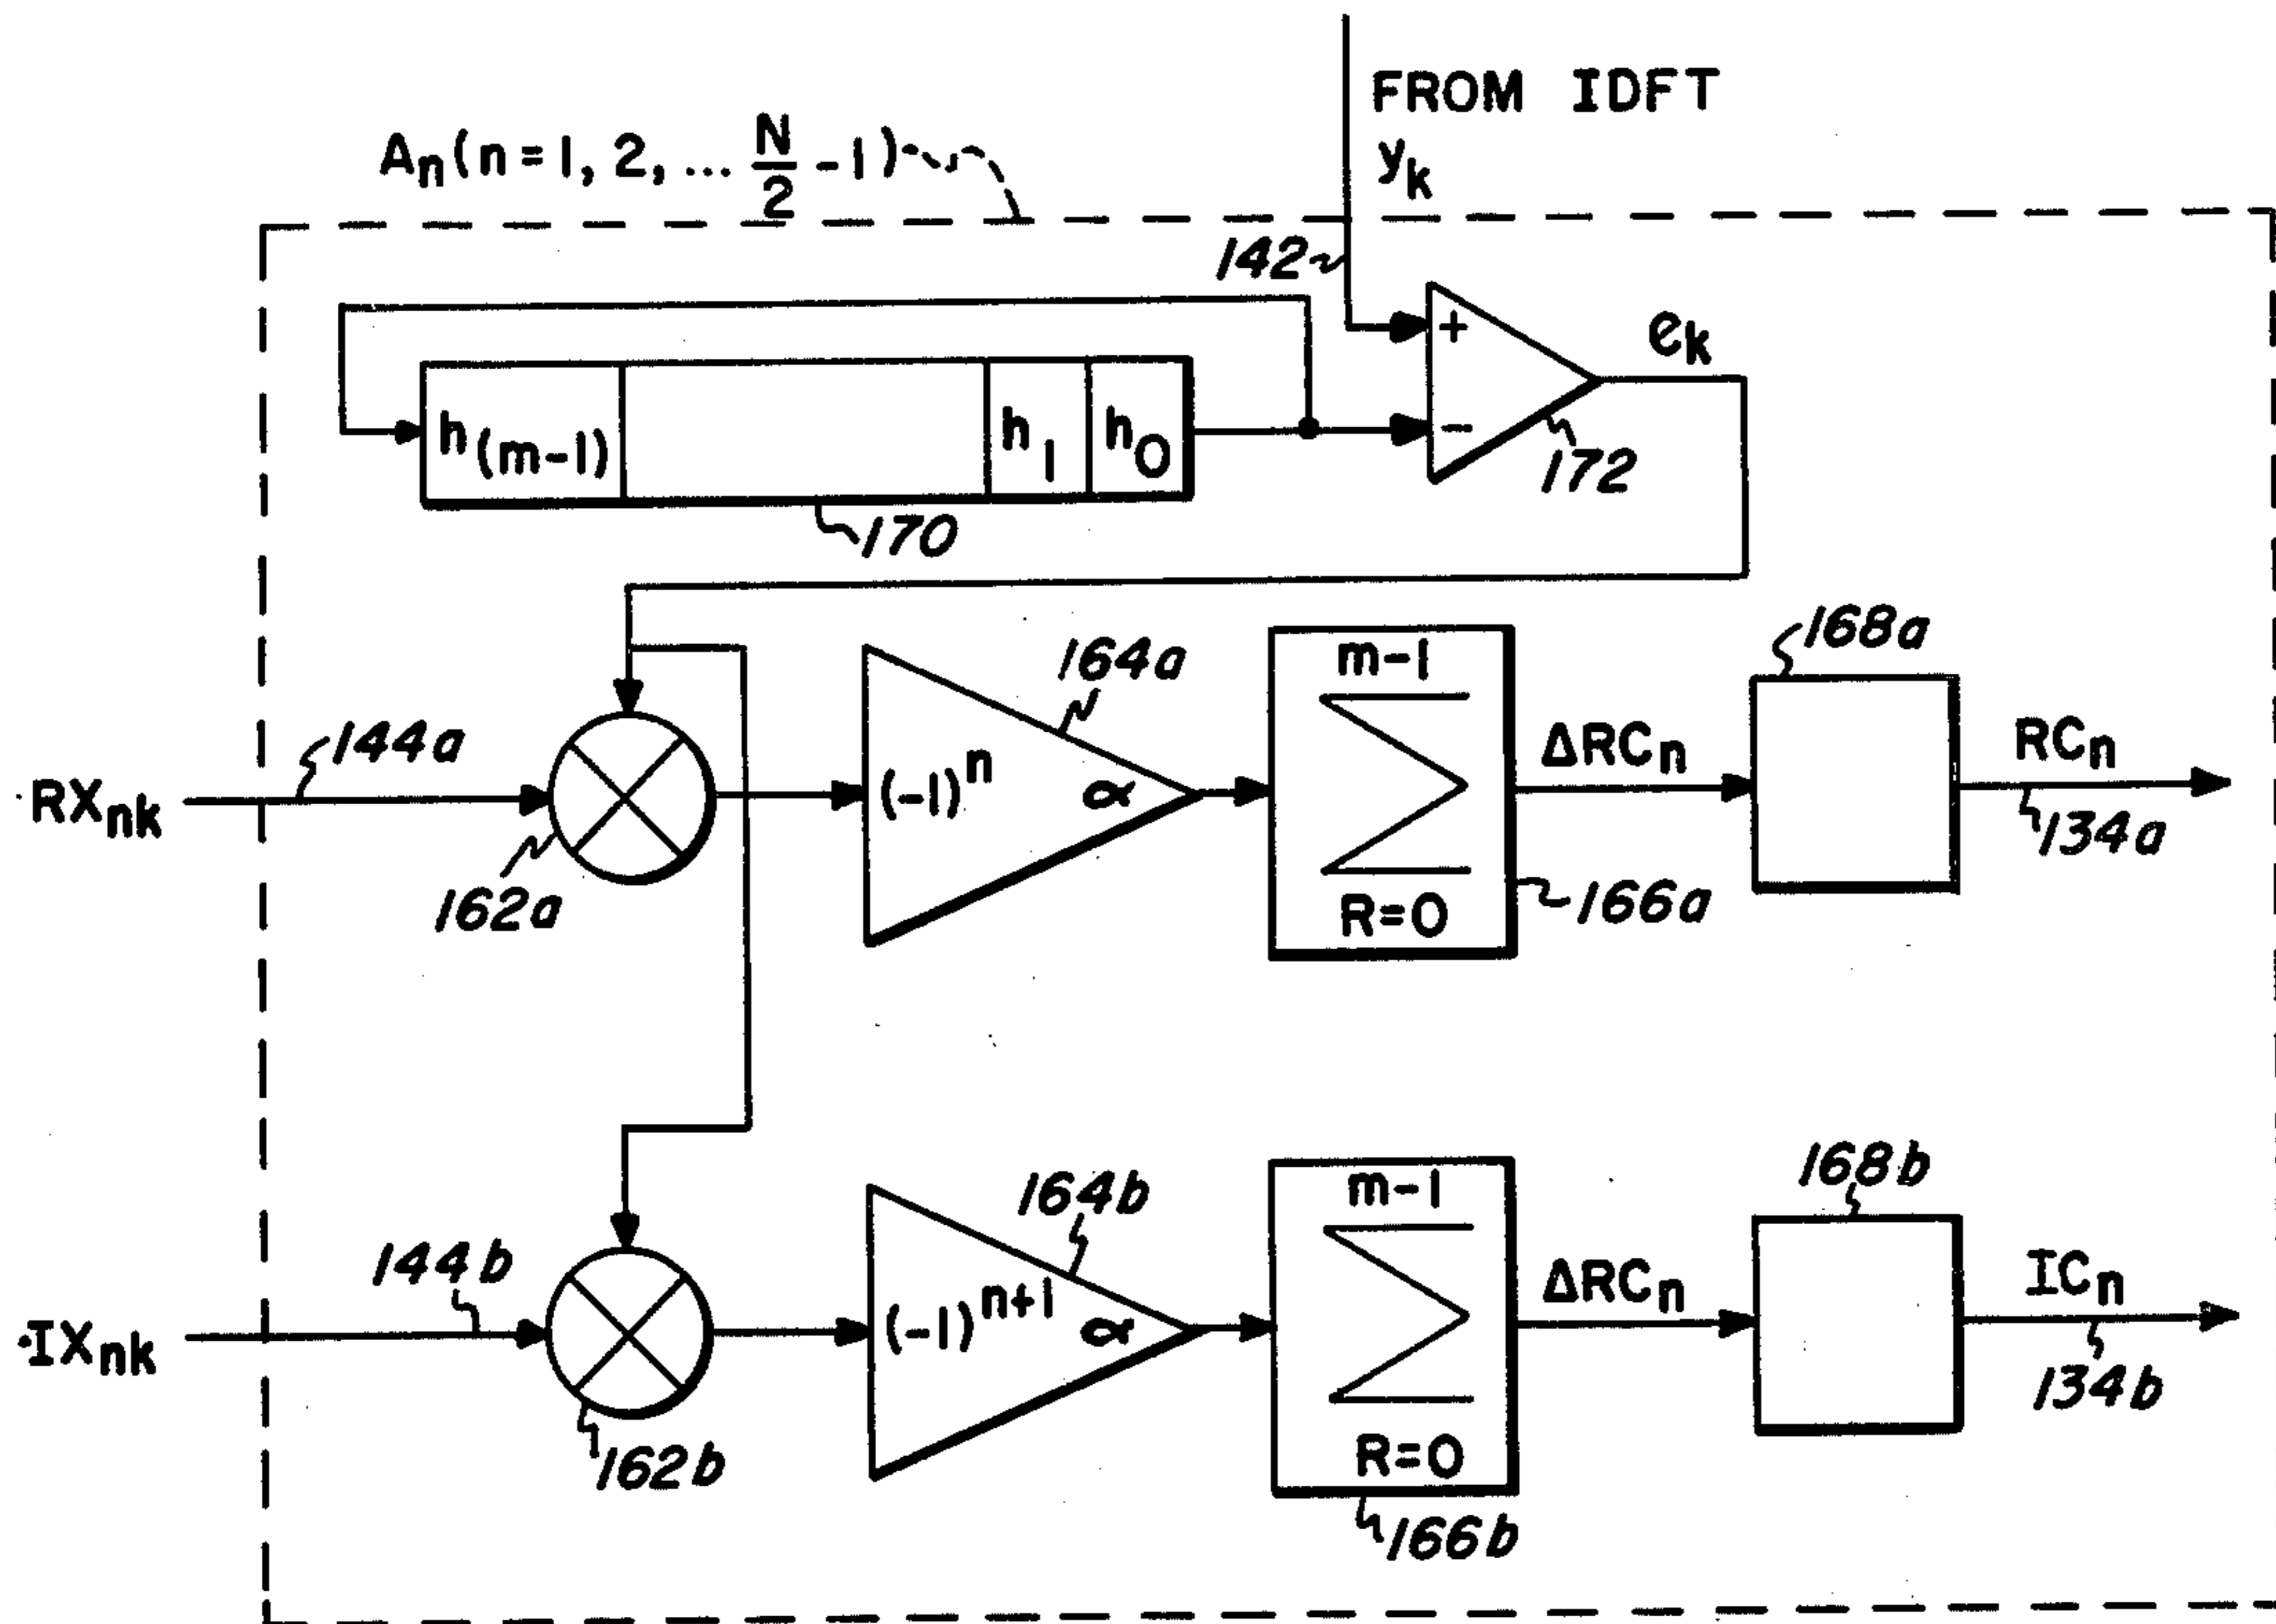 FROM IDFT
yₖ
Aₙ(n = 1, 2, ... N/2 - 1)
142
+
eₖ
h₍ₘ₋₁₎
h₁
h₀
-
172
170
168a
164a
m-1
144a
(-1)ⁿ
α
ΔRCₙ
RCₙ
RXₙₖ
134a
162a
R=0
166a
168b
164b
m-1
144b
(-1)ⁿ⁺¹
α
ΔRCₙ
ICₙ
IXₙₖ
134b
162b
R=0
166b